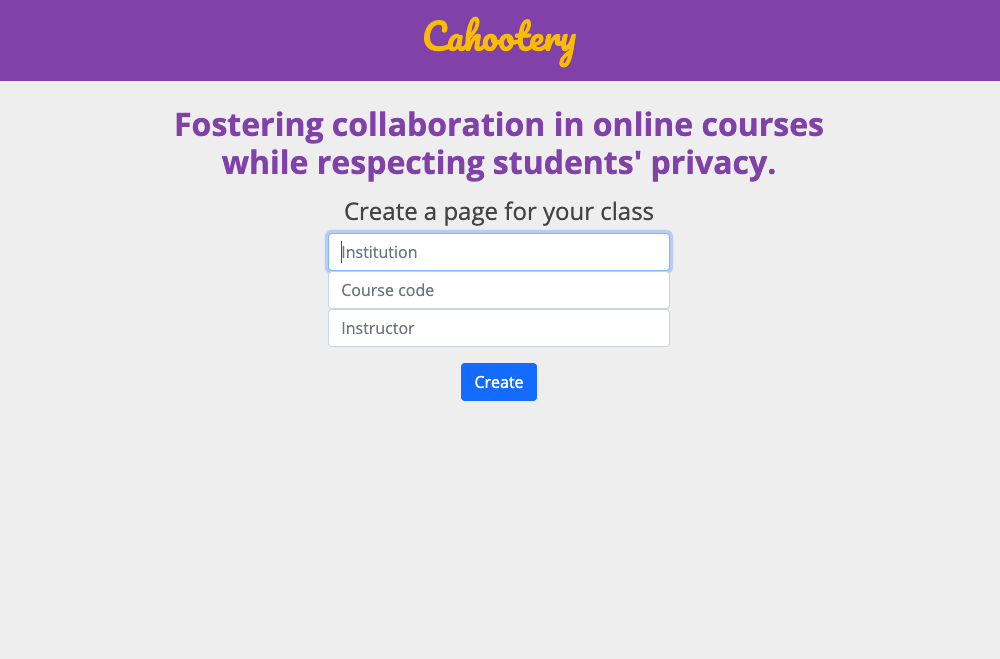 Cahootery
Fostering collaboration in online courses
while respecting students' privacy.
Create a page for your class
Institution
Course code
Instructor
Create